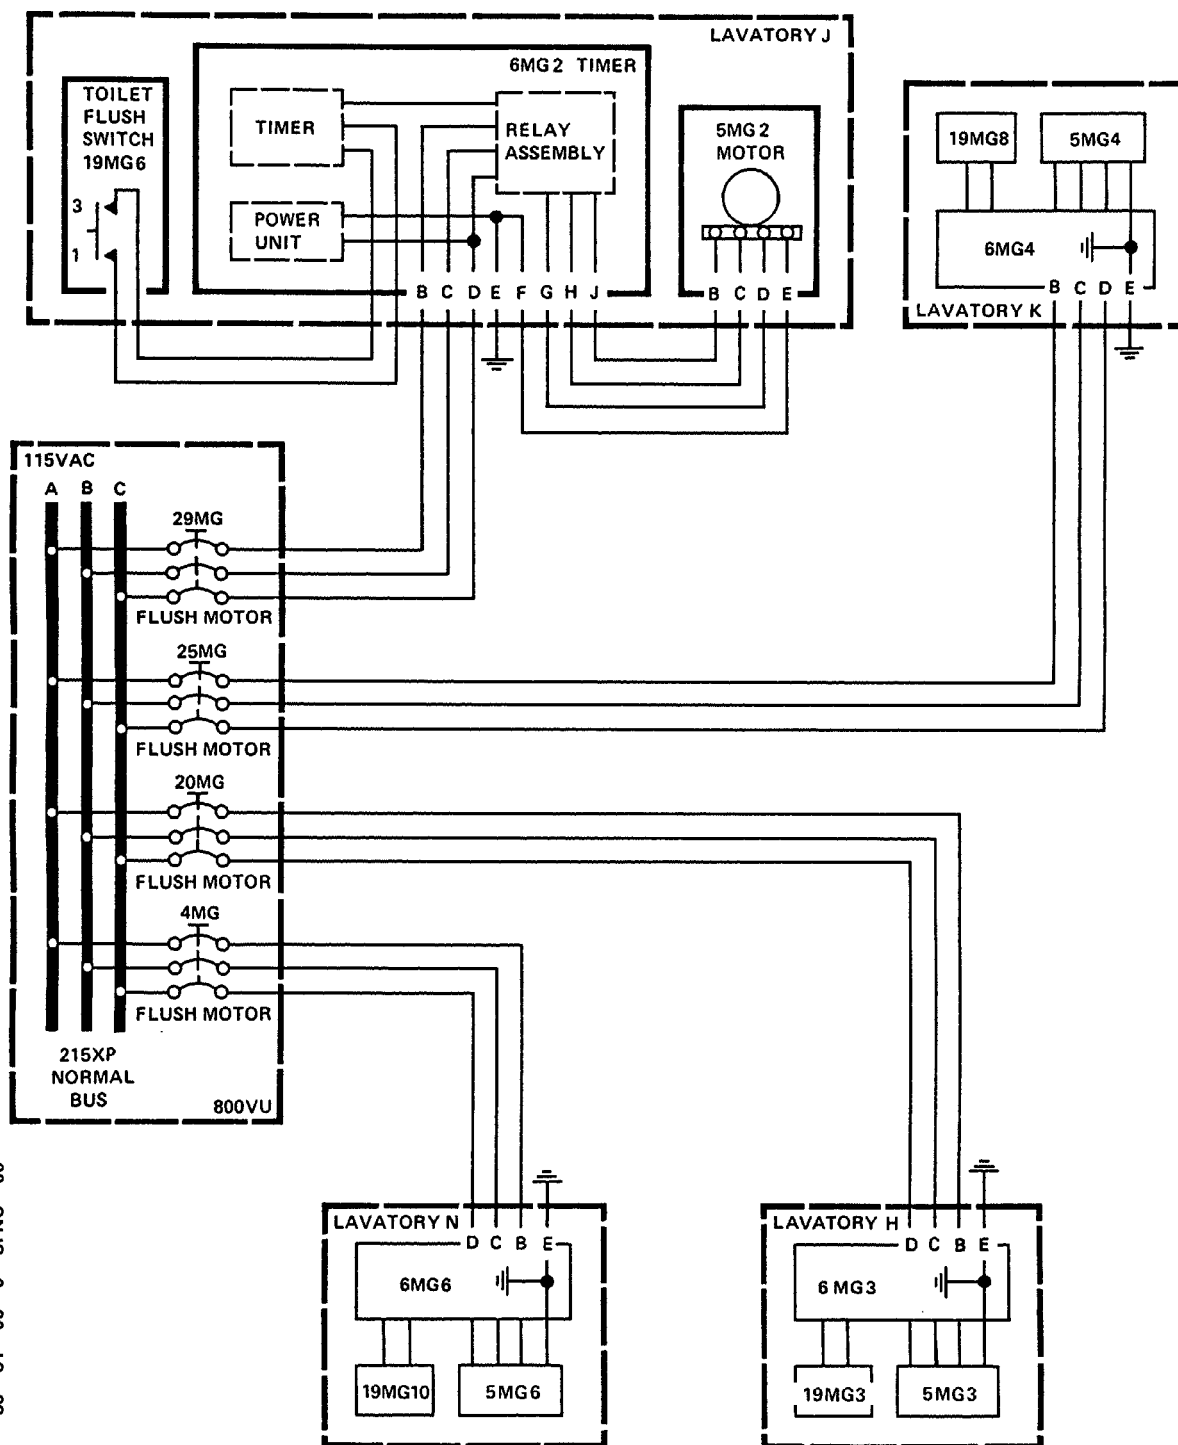 LAVATORY J
6MG2 TIMER
TOILET
FLUSH
SWITCH
19MG6
3
1
TIMER
RELAY
ASSEMBLY
POWER
UNIT
B C D E F G H J
5MG2
MOTOR
B C D E
19MG8
5MG4
6MG4
B C D E
LAVATORY K
115VAC
A B C
29MG
FLUSH MOTOR
25MG
FLUSH MOTOR
20MG
FLUSH MOTOR
4MG
FLUSH MOTOR
215XP
NORMAL
BUS
800VU
LAVATORY N
D C B E
6MG6
19MG10
5MG6
LAVATORY H
D C B E
6MG3
19MG3
5MG3